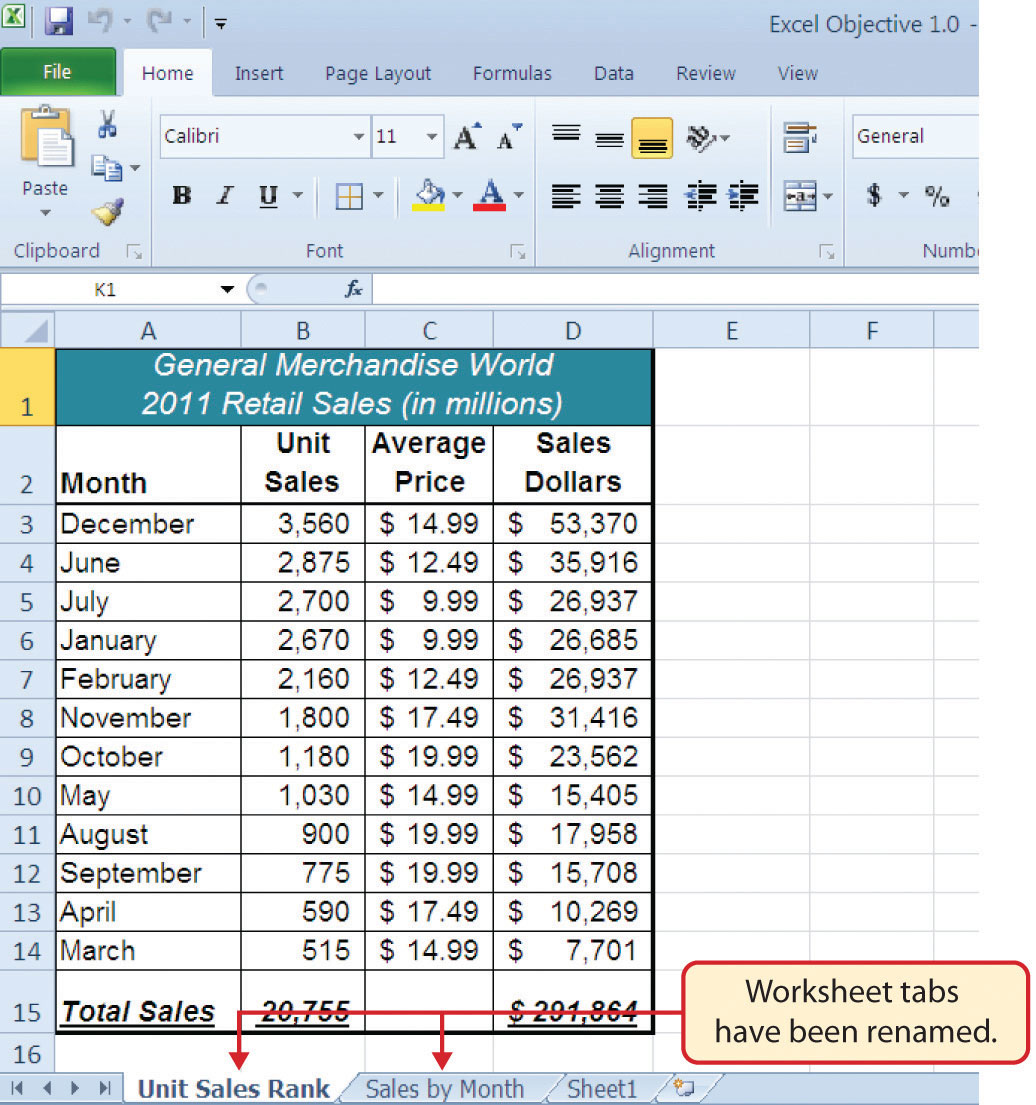 Excel Objective 1.0 -
File Home Insert Page Layout Formulas Data Review View
Calibri 11 A A General
Paste B I U A $ %
Clipboard Font Alignment Numb
K1 fx
A B C D E F
1 General Merchandise World
2011 Retail Sales (in millions)
Unit Average Sales
2 Month Sales Price Dollars
3 December 3,560 $ 14.99 $ 53,370
4 June 2,875 $ 12.49 $ 35,916
5 July 2,700 $ 9.99 $ 26,937
6 January 2,670 $ 9.99 $ 26,685
7 February 2,160 $ 12.49 $ 26,937
8 November 1,800 $ 17.49 $ 31,416
9 October 1,180 $ 19.99 $ 23,562
10 May 1,030 $ 14.99 $ 15,405
11 August 900 $ 19.99 $ 17,958
12 September 775 $ 19.99 $ 15,708
13 April 590 $ 17.49 $ 10,269
14 March 515 $ 14.99 $ 7,701
15 Total Sales 20,755 $ 291,864
16
Worksheet tabs
have been renamed.
Unit Sales Rank Sales by Month Sheet1